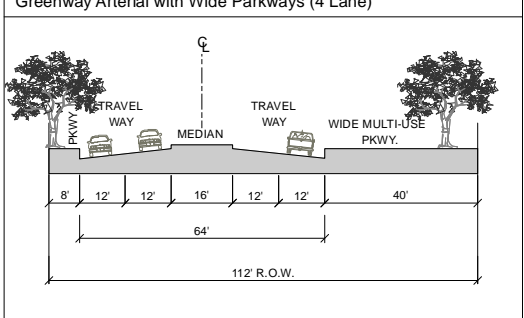 Greenway Arterial with Wide Parkways (4 Lane)
℄
TRAVEL
WAY
PKWY
MEDIAN
TRAVEL
WAY
WIDE MULTI-USE
PKWY.
8' 12' 12' 16' 12' 12' 40'
64'
112' R.O.W.